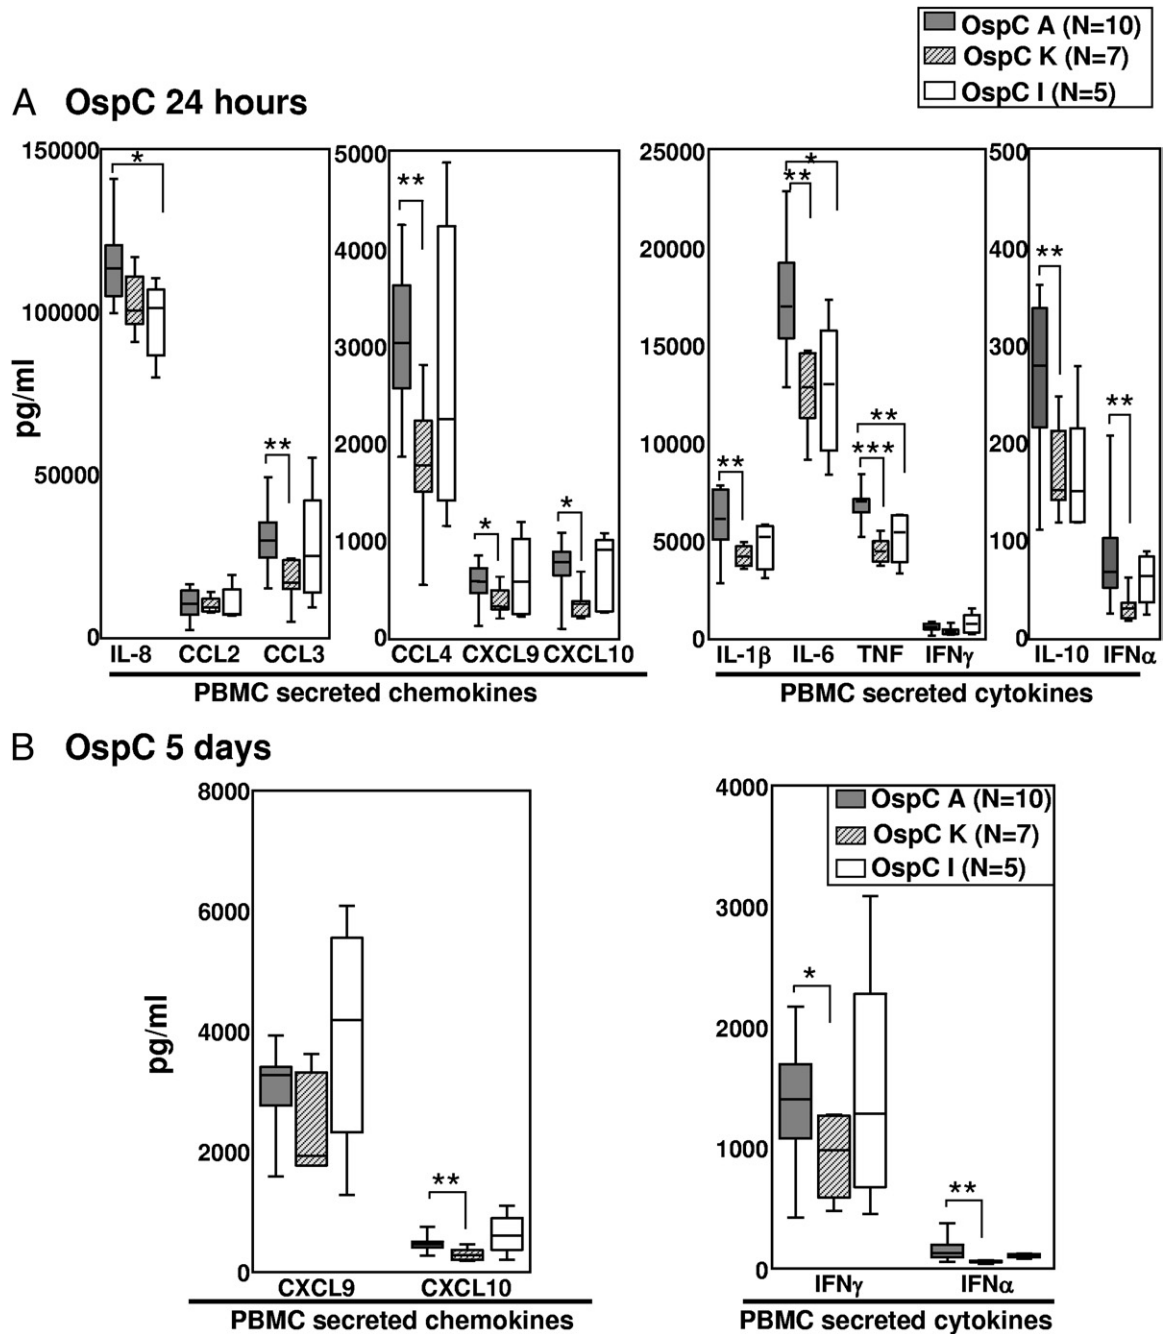 OspC A (N=10)
OspC K (N=7)
OspC I (N=5)
A OspC 24 hours
150000
100000
50000
0
pg/ml
*
**
IL-8 CCL2 CCL3
5000
4000
3000
2000
1000
0
**
*
*
CCL4 CXCL9 CXCL10
PBMC secreted chemokines
25000
20000
15000
10000
5000
0
*
**
**
***
**
IL-1β IL-6 TNF IFNγ
500
400
300
200
100
0
**
**
IL-10 IFNα
PBMC secreted cytokines
B OspC 5 days
8000
6000
4000
2000
0
pg/ml
**
CXCL9 CXCL10
PBMC secreted chemokines
4000
3000
2000
1000
0
OspC A (N=10)
OspC K (N=7)
OspC I (N=5)
*
**
IFNγ IFNα
PBMC secreted cytokines